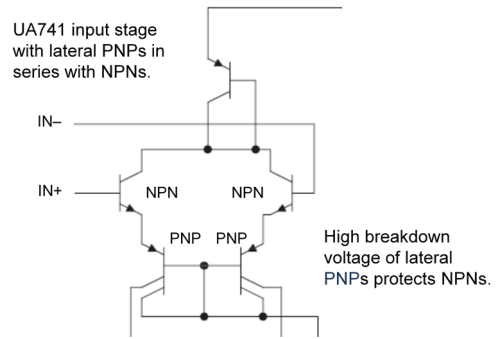 UA741 input stage
with lateral PNPs in
series with NPNs.
IN–
IN+
NPN
NPN
PNP
PNP
High breakdown
voltage of lateral
PNPs protects NPNs.